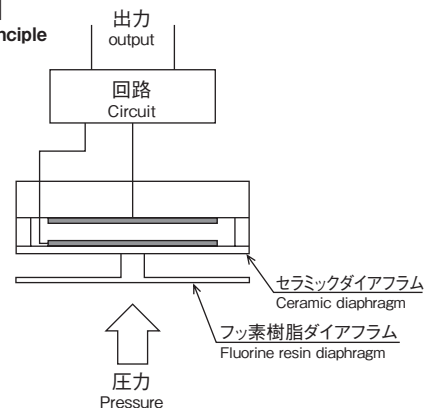 nciple
出力
output
回路
Circuit
セラミックダイアフラム
Ceramic diaphragm
フッ素樹脂ダイアフラム
Fluorine resin diaphragm
圧力
Pressure